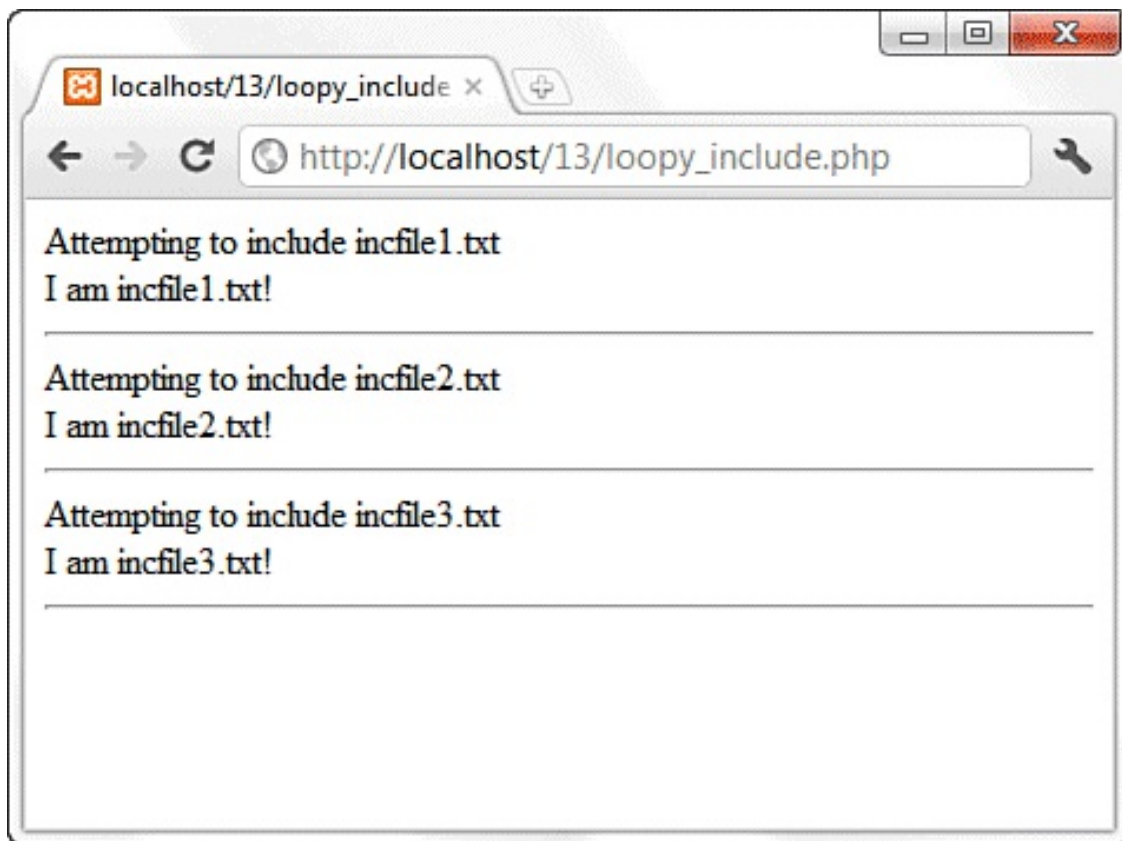 localhost/13/loopy_include
http://localhost/13/loopy_include.php
Attempting to include incfile1.txt
I am incfile1.txt!
Attempting to include incfile2.txt
I am incfile2.txt!
Attempting to include incfile3.txt
I am incfile3.txt!